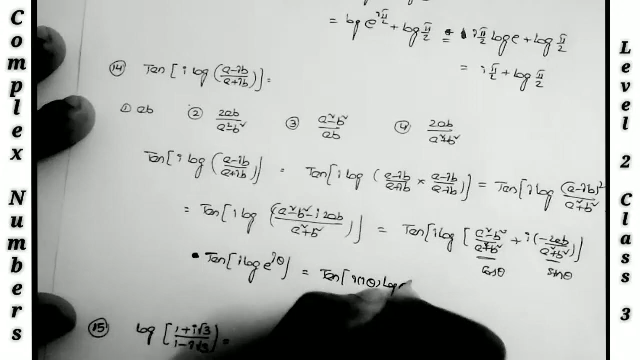 Complex Numbers
= log e^{iπ/2} + log π/2 = i π/2 log e + log π/2
= i π/2 + log π/2
⑭ Tan [ i log (a-ib/a+ib) ] =
① ab ② 2ab/a²-b² ③ a²-b²/ab ④ 2ab/a²+b²
Tan [ i log (a-ib/a+ib) ] = Tan [ i log (a-ib/a+ib × a-ib/a-ib) ] = Tan [ i log (a-ib)²/a²+b²
= Tan [ i log (a²-b²-i2ab/a²+b²) ] = Tan [ i log [ a²-b²/a²+b² + i (-2ab/a²+b²) ]
cosθ sinθ
Tan [ i log e^{iθ} ] = Tan [ i(iθ) log
⑮ log [ 1+i√3/1-i√3 ] =
Level 2 Class 3